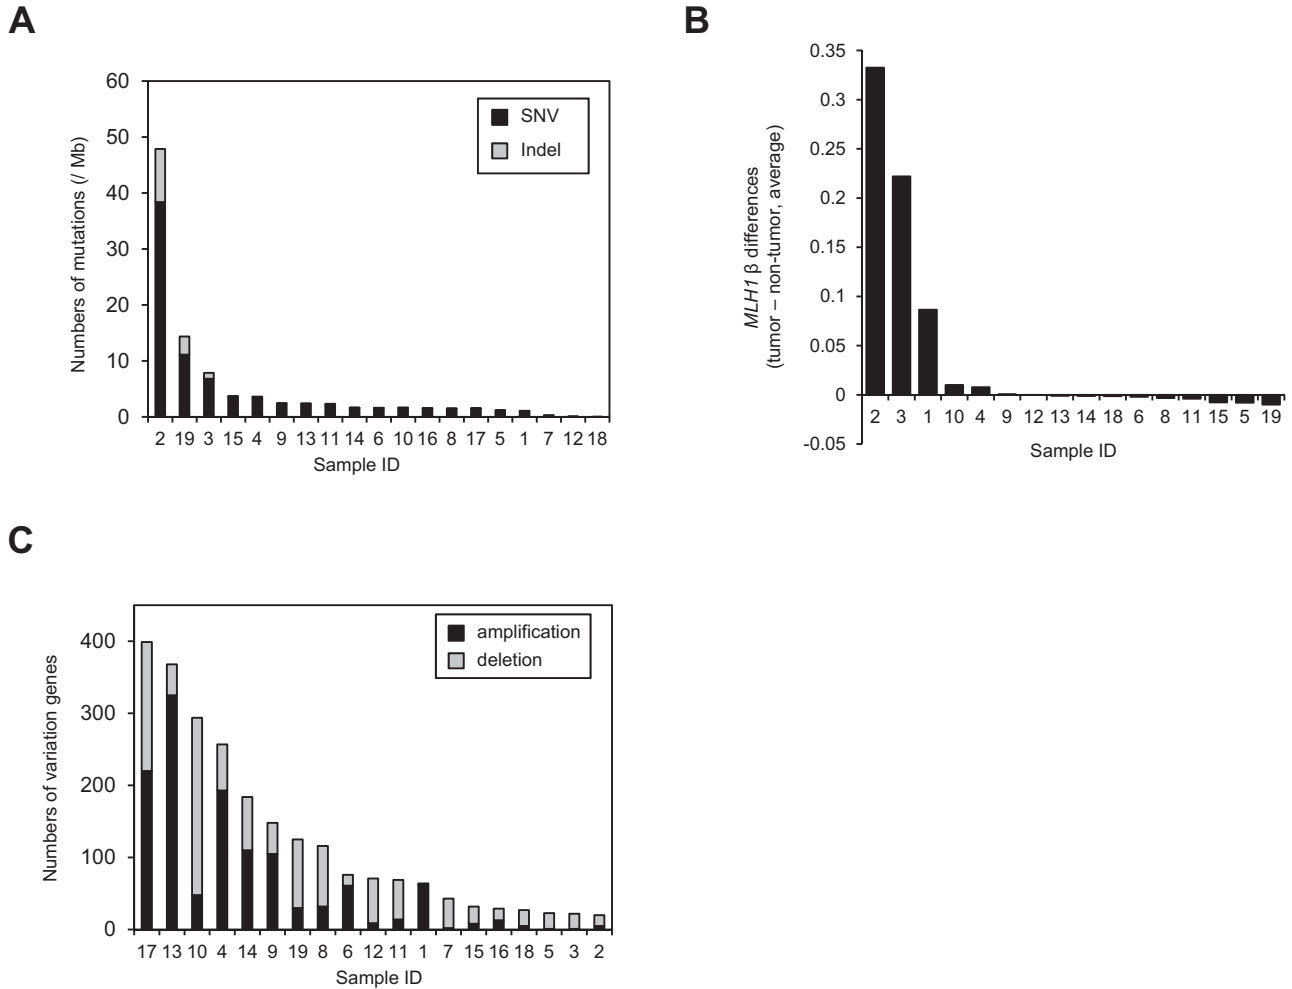 A
60
50
40
30
20
10
0
Numbers of mutations (/ Mb)
SNV
Indel
2 19 3 15 4 9 13 11 14 6 10 16 8 17 5 1 7 12 18
Sample ID
B
0.35
0.3
0.25
0.2
0.15
0.1
0.05
0
-0.05
MLH1 β differences
(tumor – non-tumor, average)
2 3 1 10 4 9 12 13 14 18 6 8 11 15 5 19
Sample ID
C
400
300
200
100
0
Numbers of variation genes
amplification
deletion
17 13 10 4 14 9 19 8 6 12 11 1 7 15 16 18 5 3 2
Sample ID